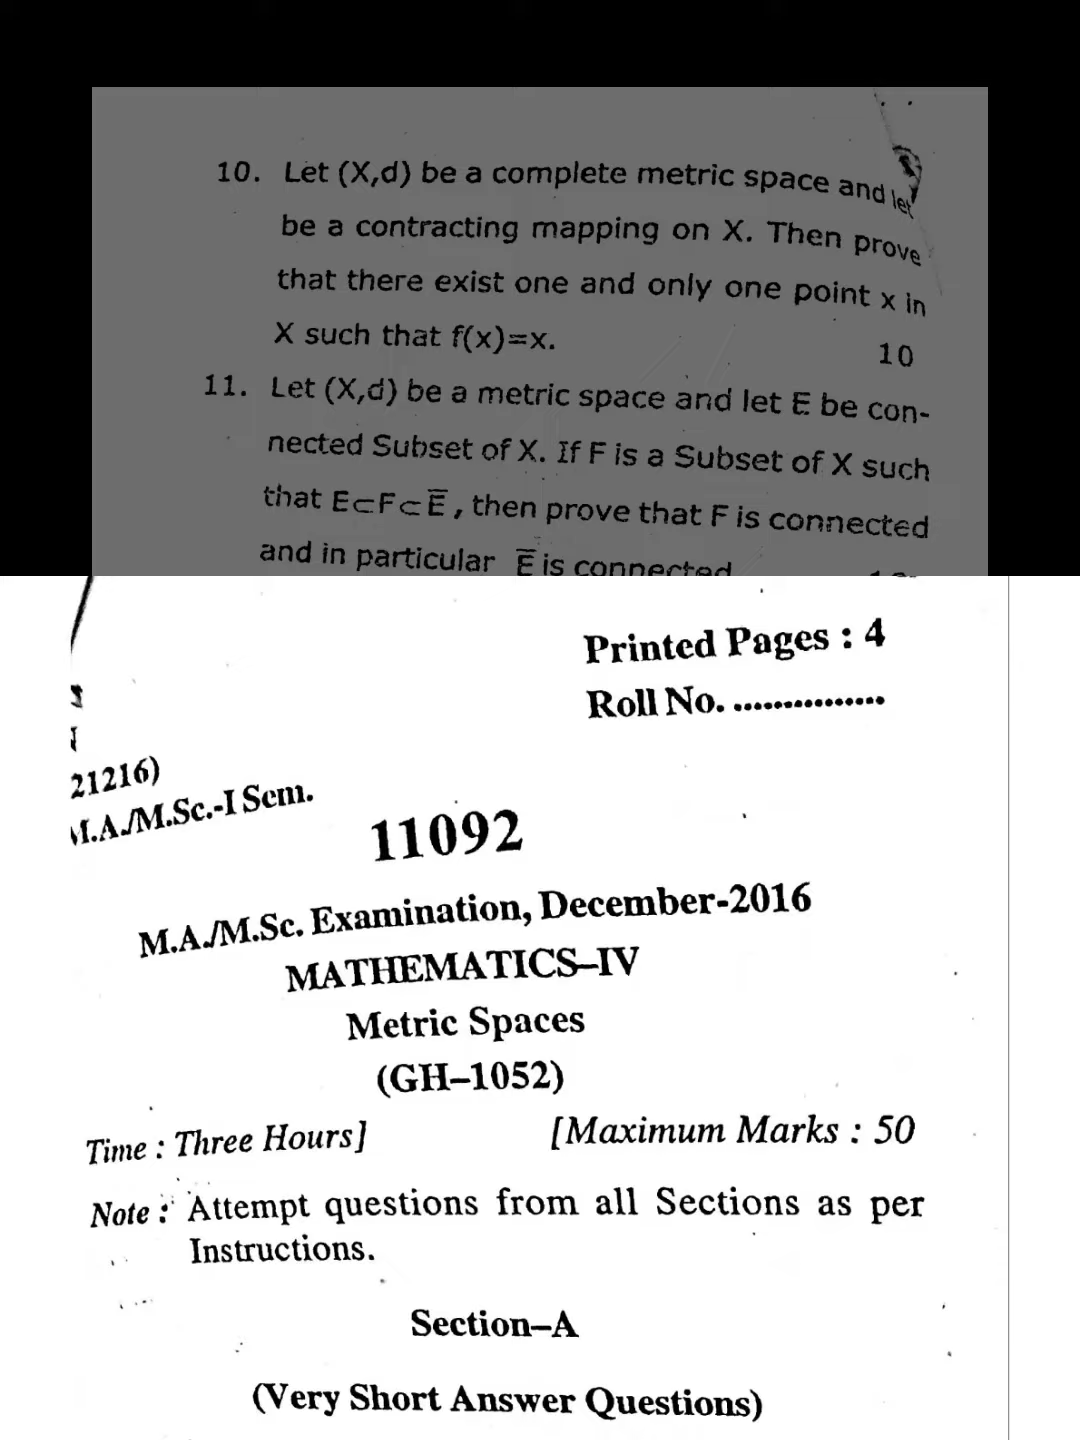 10. Let (X,d) be a complete metric space and let
be a contracting mapping on X. Then prove
that there exist one and only one point x in
X such that f(x)=x.
10
11. Let (X,d) be a metric space and let E be con-
nected Subset of X. If F is a Subset of X such
that E⊂F⊂E̅, then prove that F is connected
and in particular E̅ is connected
Printed Pages : 4
Roll No. ................
21216)
M.A./M.Sc.-I Sem.
11092
M.A./M.Sc. Examination, December-2016
MATHEMATICS–IV
Metric Spaces
(GH–1052)
Time : Three Hours] [Maximum Marks : 50
Note : Attempt questions from all Sections as per
Instructions.
Section–A
(Very Short Answer Questions)